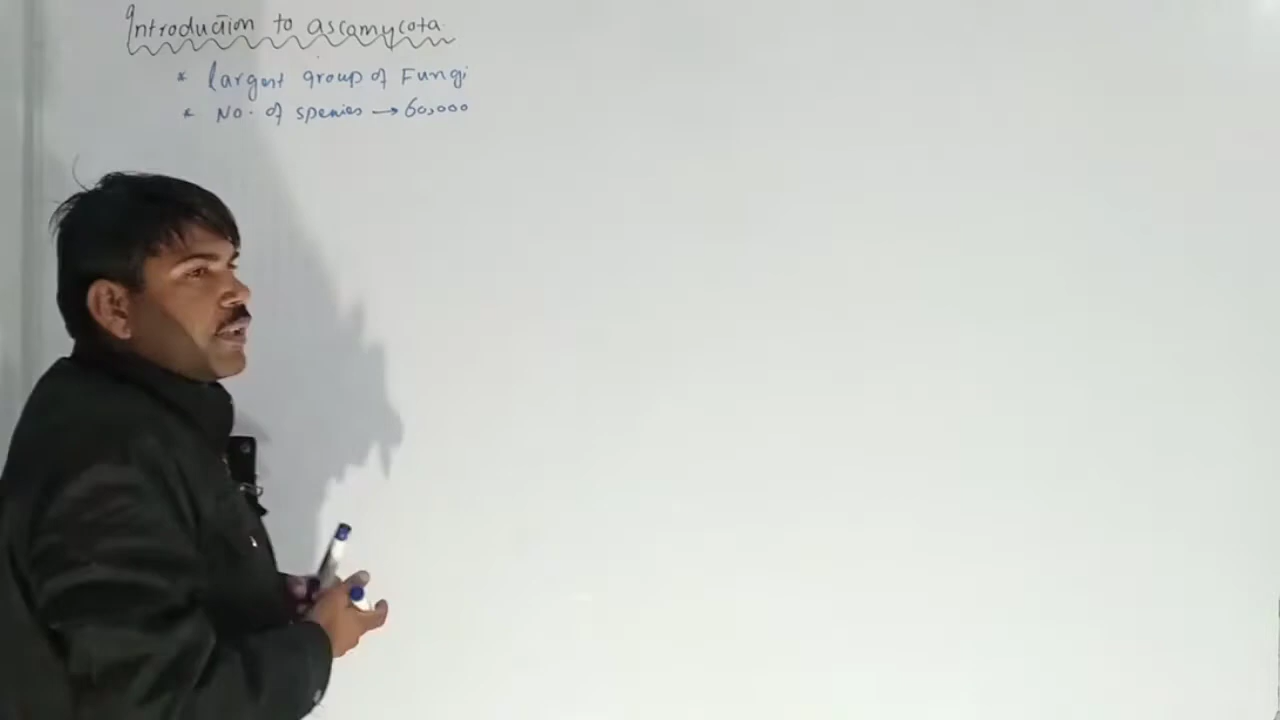 Introduction to ascomycota
* largest group of Fungi
* No. of species → 60,000